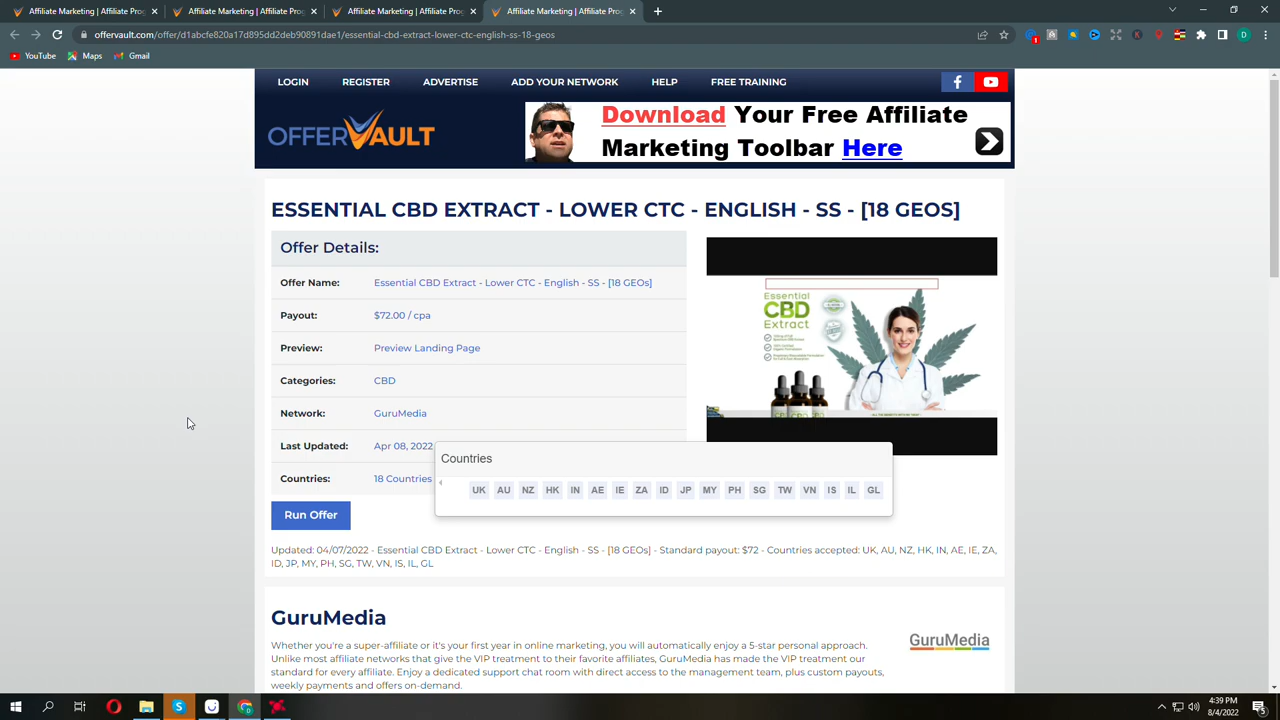 Affiliate Marketing | Affiliate Prog
Affiliate Marketing | Affiliate Prog
Affiliate Marketing | Affiliate Prog
Affiliate Marketing | Affiliate Prog
offervault.com/offer/d1abcfe820a17d895dd2deb90891dae1/essential-cbd-extract-lower-ctc-english-ss-18-geos
YouTube Maps Gmail
LOGIN REGISTER ADVERTISE ADD YOUR NETWORK HELP FREE TRAINING
OFFERVAULT
Download Your Free Affiliate
Marketing Toolbar Here
ESSENTIAL CBD EXTRACT - LOWER CTC - ENGLISH - SS - [18 GEOS]
Offer Details:
Offer Name: Essential CBD Extract - Lower CTC - English - SS - [18 GEOs]
Payout: $72.00 / cpa
Preview: Preview Landing Page
Categories: CBD
Network: GuruMedia
Last Updated: Apr 08, 2022
Countries: 18 Countries
Essential
CBD
Extract
Countries
UK AU NZ HK IN AE IE ZA ID JP MY PH SG TW VN IS IL GL
Run Offer
Updated: 04/07/2022 - Essential CBD Extract - Lower CTC - English - SS - [18 GEOs] - Standard payout: $72 - Countries accepted: UK, AU, NZ, HK, IN, AE, IE, ZA,
ID, JP, MY, PH, SG, TW, VN, IS, IL, GL
GuruMedia
GuruMedia
Whether you're a super-affiliate or it's your first year in online marketing, you will automatically enjoy a 5-star personal approach.
Unlike most affiliate networks that give the VIP treatment to their favorite affiliates, GuruMedia has made the VIP treatment our
standard for every affiliate. Enjoy a dedicated support chat room with direct access to the management team, plus custom payouts,
weekly payments and offers on-demand.
4:39 PM
8/4/2022